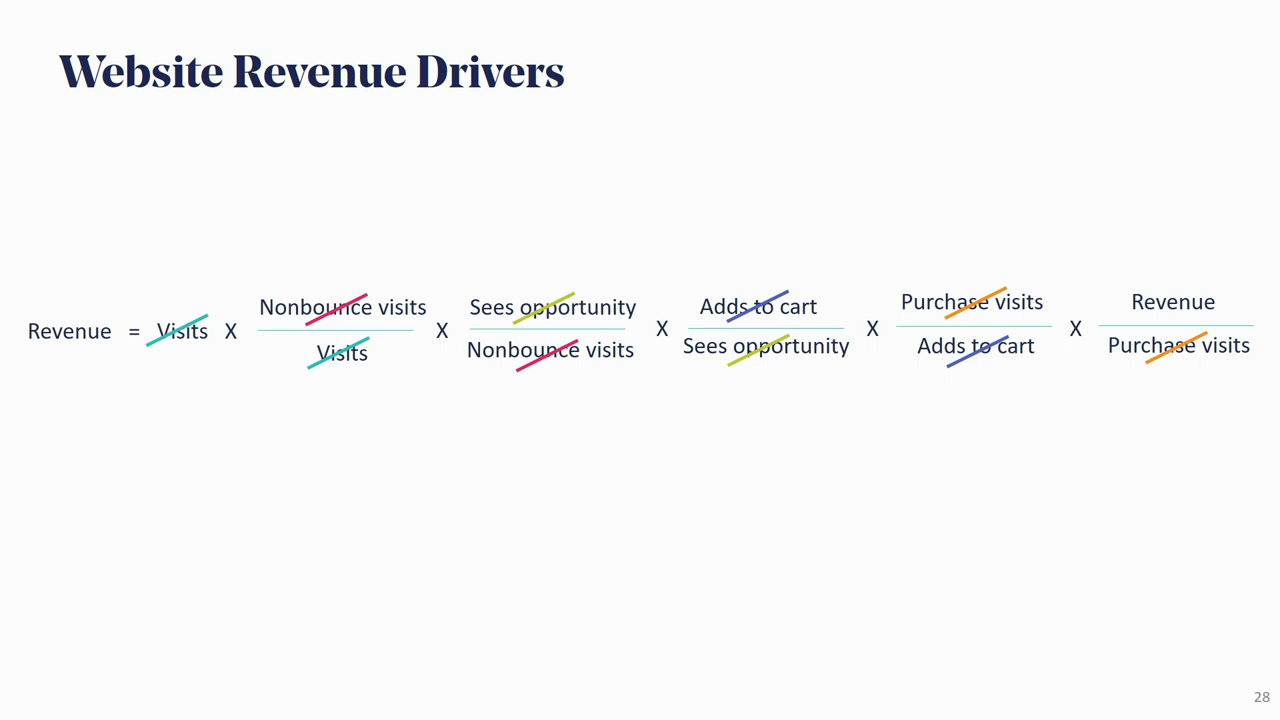 Website Revenue Drivers
Revenue = Visits X Nonbounce visits X Sees opportunity X Adds to cart X Purchase visits X Revenue
Visits Nonbounce visits Sees opportunity Adds to cart Purchase visits
28